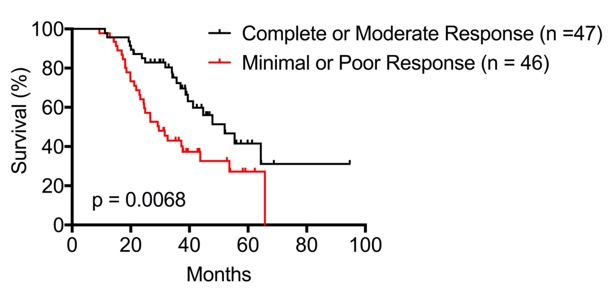 Complete or Moderate Response (n =47)
Minimal or Poor Response (n = 46)
Survival (%)
100
80
60
40
20
0
p = 0.0068
0 20 40 60 80 100
Months